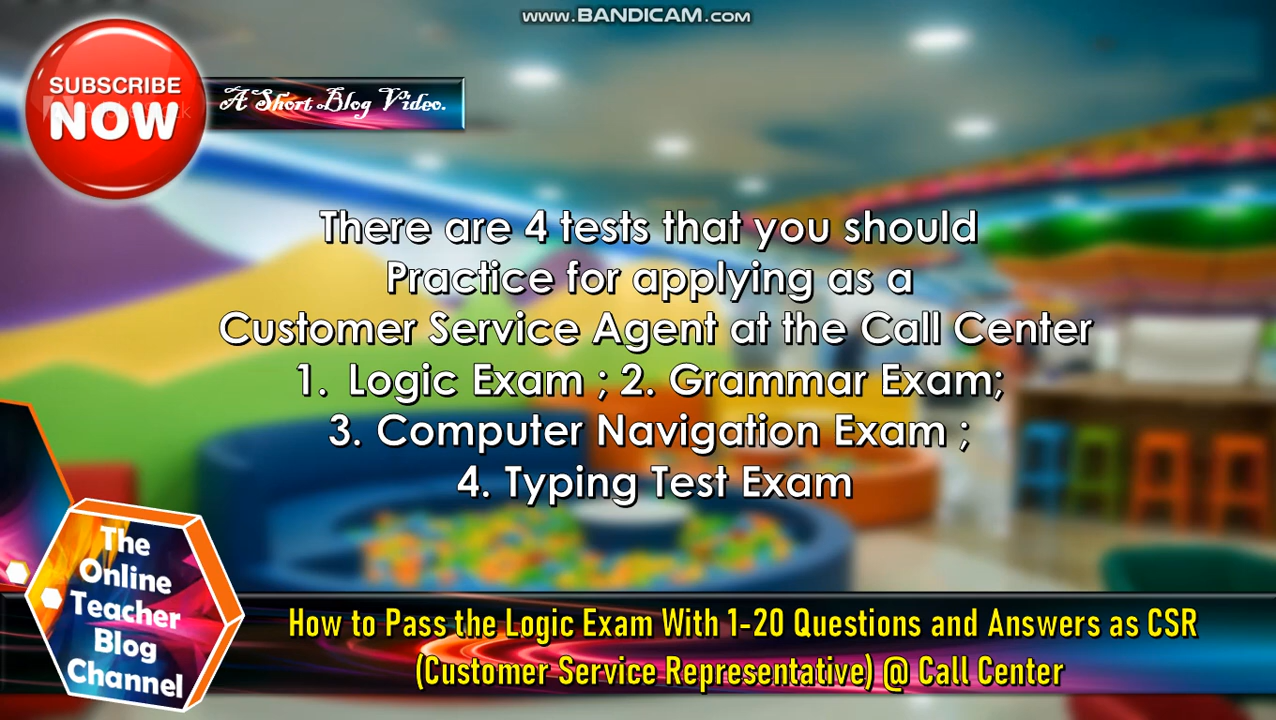 www.BANDICAM.com
SUBSCRIBE
NOW
A Short Blog Video.
There are 4 tests that you should
Practice for applying as a
Customer Service Agent at the Call Center
1. Logic Exam ; 2. Grammar Exam;
3. Computer Navigation Exam ;
4. Typing Test Exam
The
Online
Teacher
Blog
Channel
How to Pass the Logic Exam With 1-20 Questions and Answers as CSR
(Customer Service Representative) @ Call Center